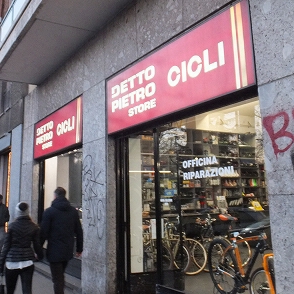 DETTO
PIETRO
STORE
CICLI
DETTO
PIETRO
STORE
CICLI
OFFICINA
RIPARAZIONI
B